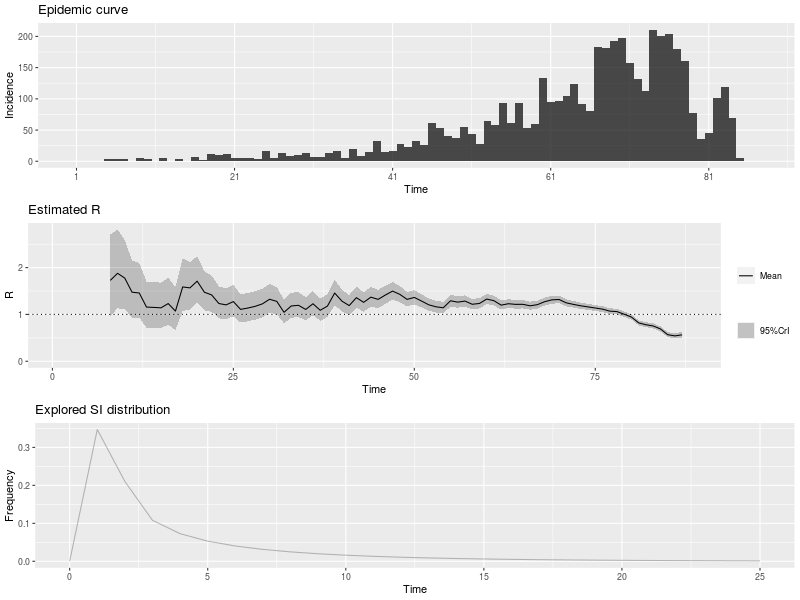 Epidemic curve
Incidence
200
150
100
50
0
1
21
41
61
81
Time
Estimated R
R
2
1
0
0
25
50
75
Time
Mean
95%CrI
Explored SI distribution
Frequency
0.3
0.2
0.1
0.0
0
5
10
15
20
25
Time